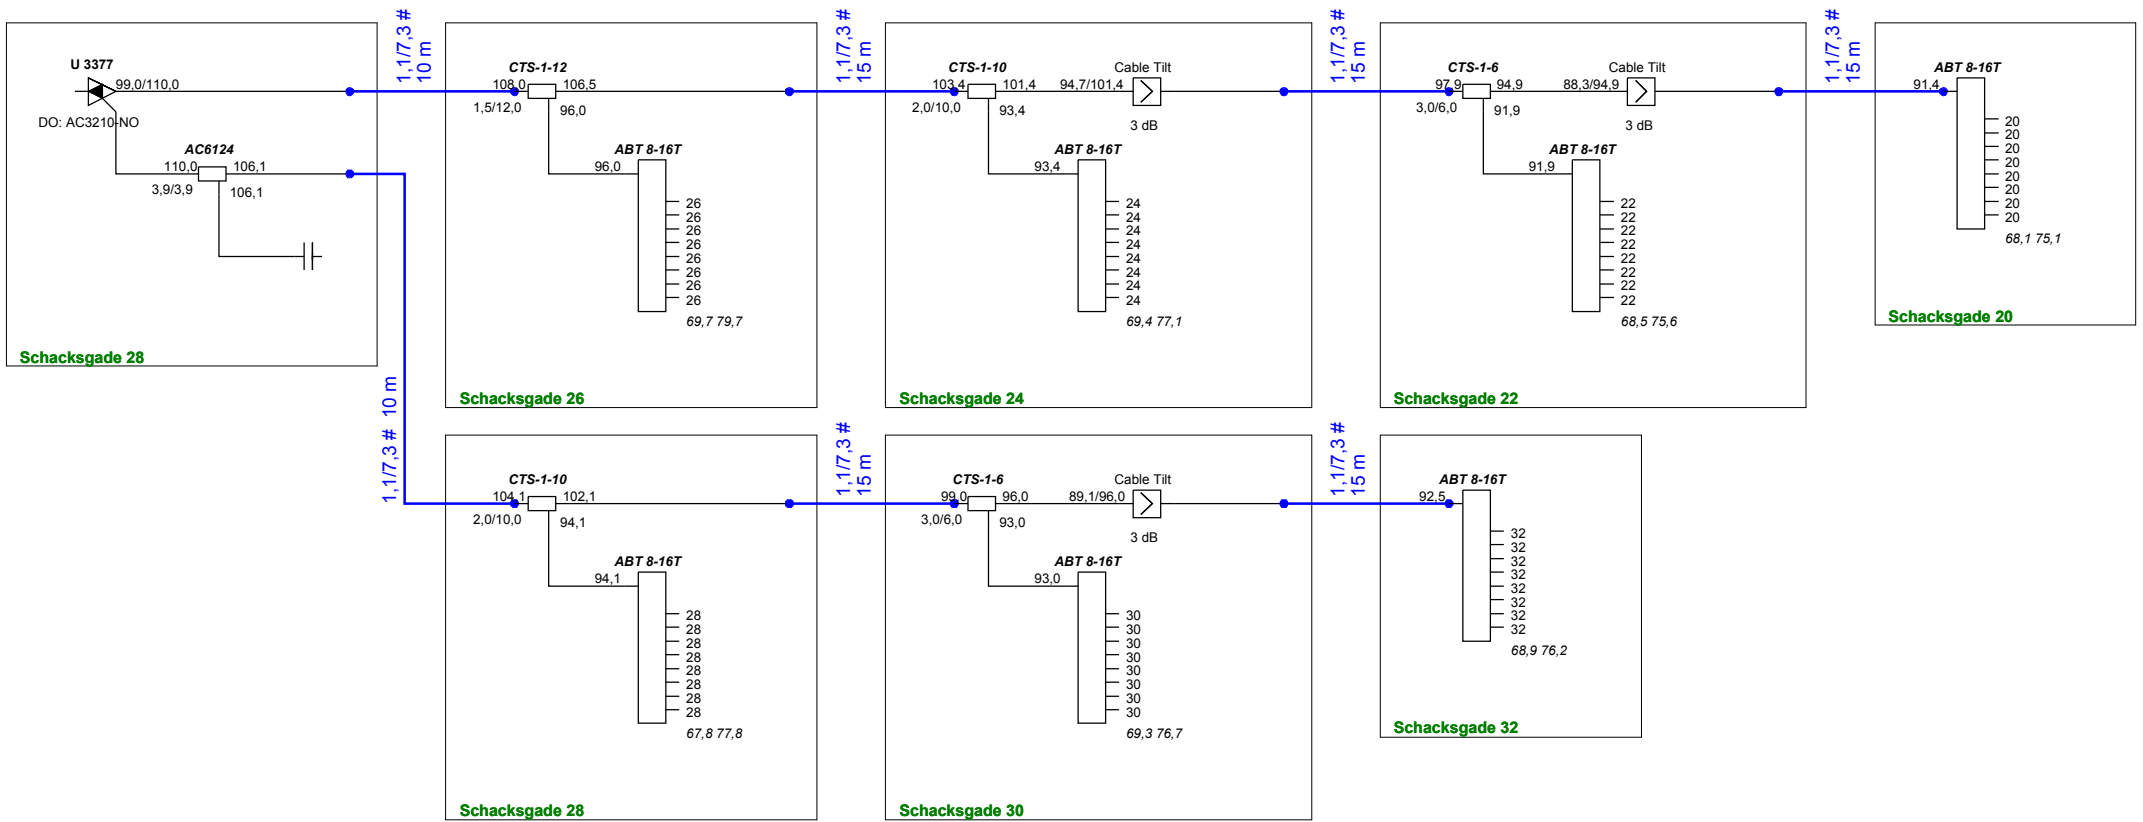 U 3377
99,0/110,0
DO: AC3210-NO
AC6124
110,0
106,1
3,9/3,9
106,1
Schacksgade 28
1,1/7,3 #
10 m
CTS-1-12
108,0
106,5
1,5/12,0
96,0
ABT 8-16T
96,0
26
26
26
26
26
26
26
26
69,7 79,7
Schacksgade 26
1,1/7,3 #
15 m
CTS-1-10
103,4
101,4
94,7/101,4
Cable Tilt
2,0/10,0
93,4
3 dB
ABT 8-16T
93,4
24
24
24
24
24
24
24
24
69,4 77,1
Schacksgade 24
1,1/7,3 #
15 m
CTS-1-6
97,9
94,9
88,3/94,9
Cable Tilt
3,0/6,0
91,9
3 dB
ABT 8-16T
91,9
22
22
22
22
22
22
22
22
68,5 75,6
Schacksgade 22
1,1/7,3 #
15 m
ABT 8-16T
91,4
20
20
20
20
20
20
20
20
68,1 75,1
Schacksgade 20
1,1/7,3 # 10 m
CTS-1-10
104,1
102,1
2,0/10,0
94,1
ABT 8-16T
94,1
28
28
28
28
28
28
28
28
67,8 77,8
Schacksgade 28
1,1/7,3 #
15 m
CTS-1-6
99,0
96,0
89,1/96,0
Cable Tilt
3,0/6,0
93,0
3 dB
ABT 8-16T
93,0
30
30
30
30
30
30
30
30
69,3 76,7
Schacksgade 30
1,1/7,3 #
15 m
ABT 8-16T
92,5
32
32
32
32
32
32
32
32
68,9 76,2
Schacksgade 32